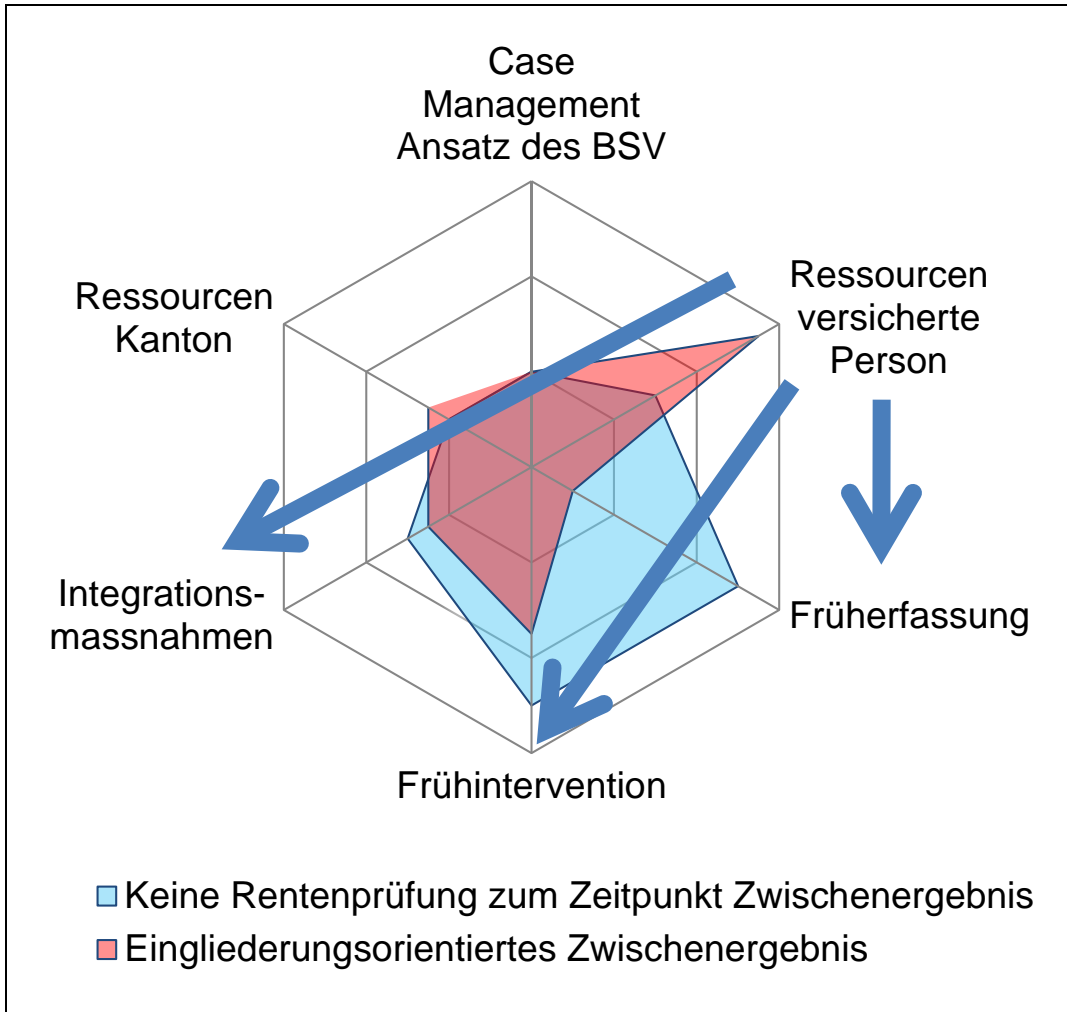 Case
Management
Ansatz des BSV
Ressourcen
Kanton
Ressourcen
versicherte
Person
Integrations-
massnahmen
Früherfassung
Frühintervention
Keine Rentenprüfung zum Zeitpunkt Zwischenergebnis
Eingliederungsorientiertes Zwischenergebnis